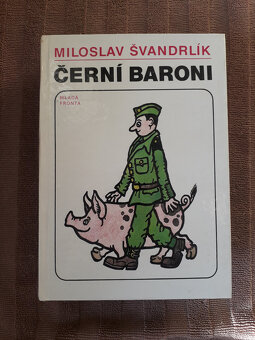 MILOSLAV ŠVANDRLÍK
ČERNÍ BARONI
MLADÁ
FRONTA